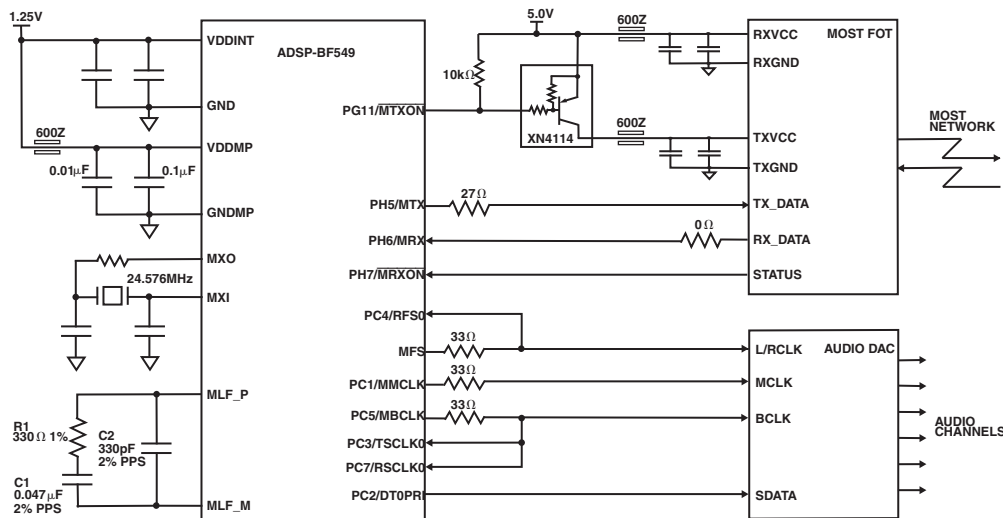 1.25V
5.0V
600Z
VDDINT
ADSP-BF549
RXVCC
MOST FOT
RXGND
10kΩ
GND
PG11/MTXON
XN4114
600Z
TXVCC
MOST
NETWORK
600Z
VDDMP
TXGND
0.01µF
0.1µF
27Ω
PH5/MTX
TX_DATA
GNDMP
0Ω
PH6/MRX
RX_DATA
MXO
24.576MHz
PH7/MRXON
STATUS
MXI
PC4/RFS0
33Ω
MFS
L/RCLK
AUDIO DAC
33Ω
PC1/MMCLK
MCLK
MLF_P
33Ω
PC5/MBCLK
BCLK
R1
330Ω 1%
C2
330pF
2% PPS
AUDIO
CHANNELS
PC3/TSCLK0
PC7/RSCLK0
C1
0.047µF
2% PPS
PC2/DT0PRI
SDATA
MLF_M